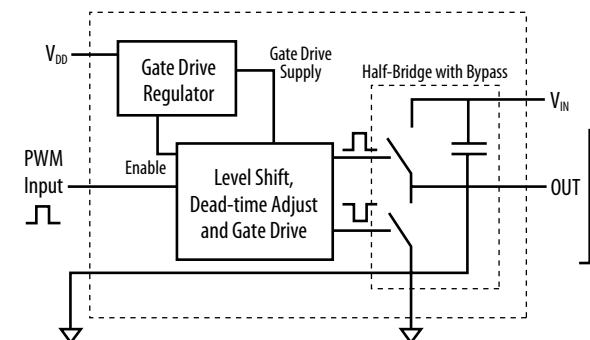 V_DD
Gate Drive
Regulator
Gate Drive
Supply
Half-Bridge with Bypass
V_IN
PWM
Input
Enable
Level Shift,
Dead-time Adjust
and Gate Drive
OUT